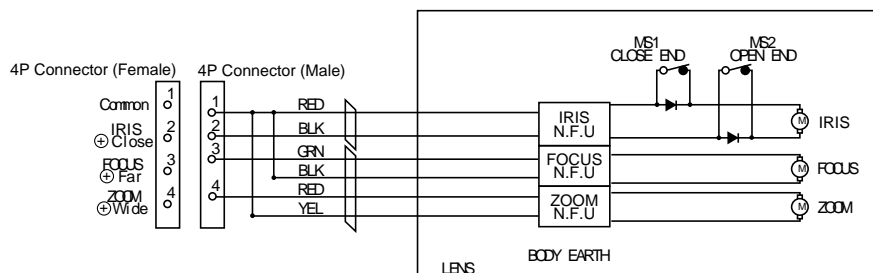 MS1
CLOSE END
MS2
OPEN END
4P Connector (Female)
4P Connector (Male)
Common
1
IRIS
⊕Close
2
FOCUS
⊕Far
3
ZOOM
⊕Wide
4
1
2
3
4
RED
BLK
GRN
BLK
RED
YEL
IRIS
N.F.U
FOCUS
N.F.U
ZOOM
N.F.U
M
IRIS
M
FOCUS
M
ZOOM
BODY EARTH
LENS